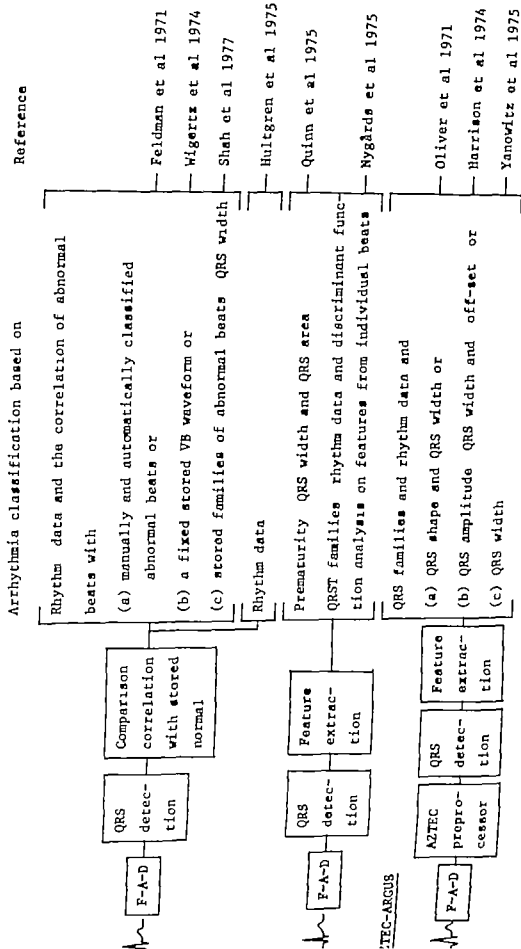 Arrhythmia classification based on
Reference
F-A-D
QRS
detec-
tion
Comparison
correlation
with stored
normal
Rhythm data and the correlation of abnormal
beats with
(a) manually and automatically classified
abnormal beats or
Feldman et al 1971
(b) a fixed stored VB waveform or
Wigertz et al 1974
(c) stored families of abnormal beats QRS width
Shah et al 1977
Rhythm data
Hultgren et al 1975
F-A-D
QRS
detec-
tion
Feature
extrac-
tion
Prematurity QRS width and QRS area
Quinn et al 1975
QRST families rhythm data and discriminant func-
tion analysis on features from individual beats
Nygårds et al 1975
ZTEC-ARGUS
F-A-D
AZTEC
prepro-
cessor
QRS
detec-
tion
Feature
extrac-
tion
QRS families and rhythm data and
(a) QRS shape and QRS width or
Oliver et al 1971
(b) QRS amplitude QRS width and off-set or
Harrison et al 1974
(c) QRS width
Yanowitz et al 1975